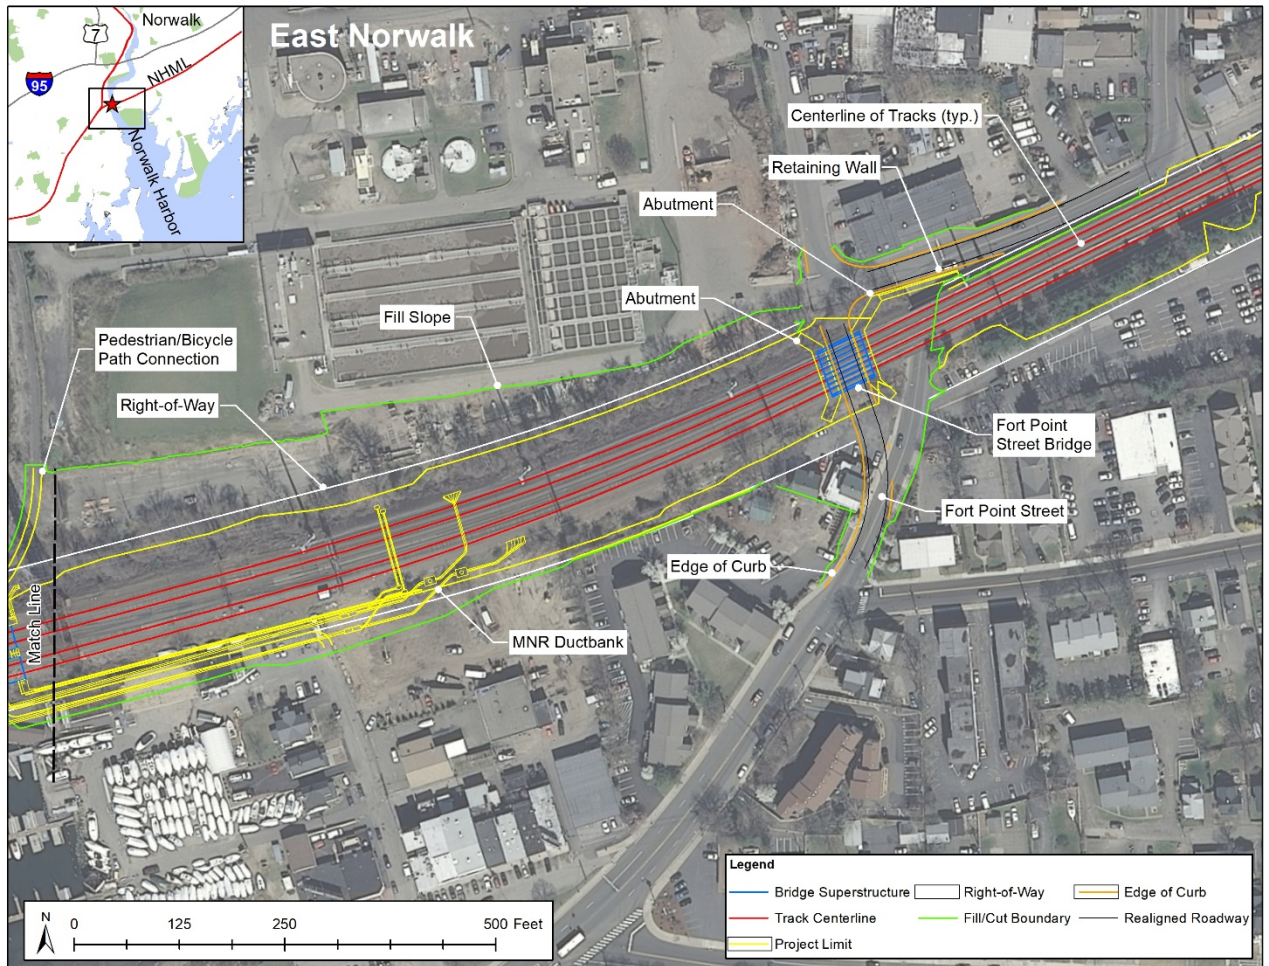 East Norwalk
Norwalk
7
95
NHML
Norwalk Harbor
Centerline of Tracks (typ.)
Retaining Wall
Abutment
Abutment
Fill Slope
Pedestrian/Bicycle
Path Connection
Right-of-Way
Fort Point
Street Bridge
Fort Point Street
Edge of Curb
MNR Ductbank
Match Line
N
0
125
250
500 Feet
Legend
Bridge Superstructure
Right-of-Way
Edge of Curb
Track Centerline
Fill/Cut Boundary
Realigned Roadway
Project Limit